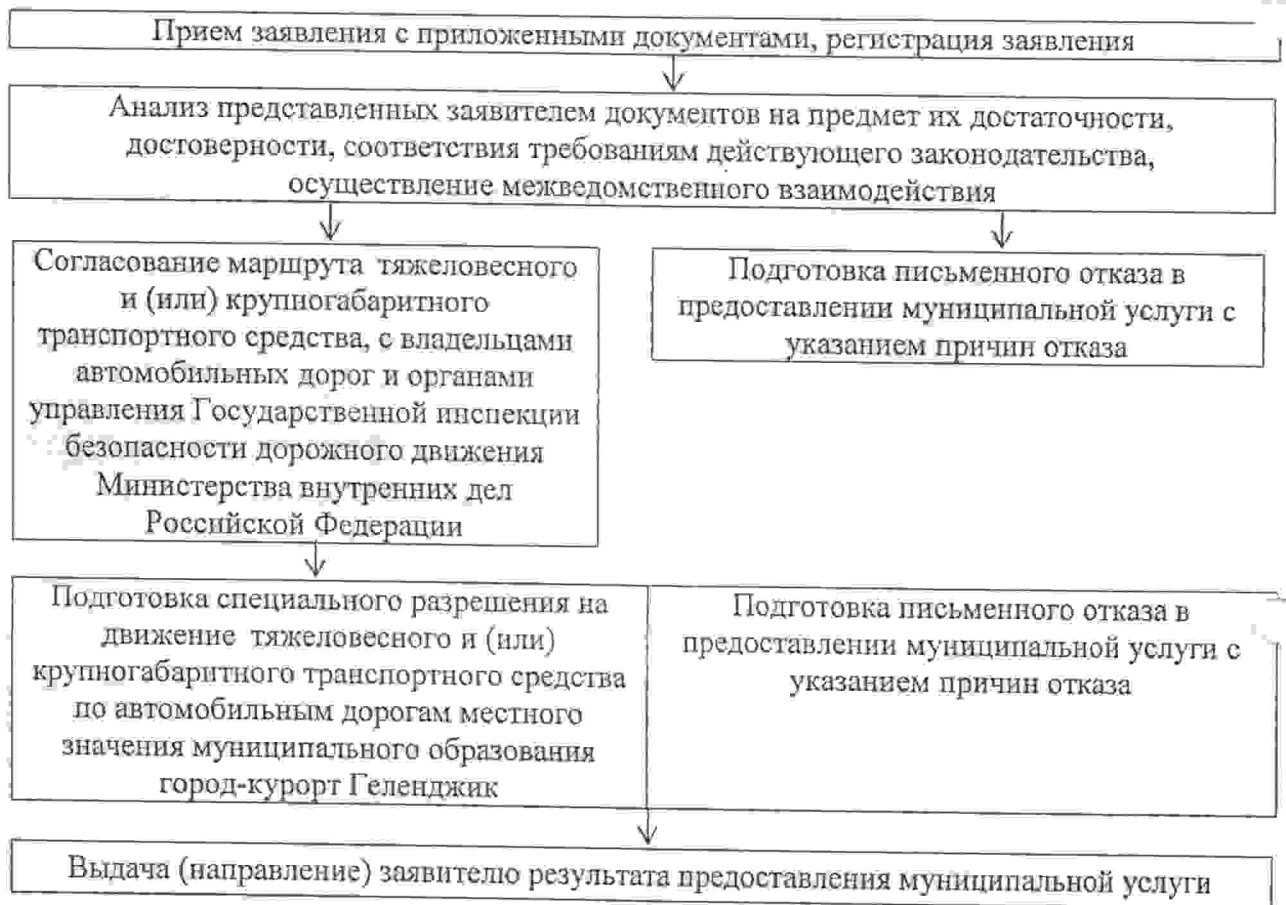 Прием заявления с приложенными документами, регистрация заявления
Анализ представленных заявителем документов на предмет их достаточности,
достоверности, соответствия требованиям действующего законодательства,
осуществление межведомственного взаимодействия
Согласование маршрута тяжеловесного
и (или) крупногабаритного
транспортного средства, с владельцами
автомобильных дорог и органами
управления Государственной инспекции
безопасности дорожного движения
Министерства внутренних дел
Российской Федерации
Подготовка письменного отказа в
предоставлении муниципальной услуги с
указанием причин отказа
Подготовка специального разрешения на
движение тяжеловесного и (или)
крупногабаритного транспортного средства
по автомобильным дорогам местного
значения муниципального образования
город-курорт Геленджик
Подготовка письменного отказа в
предоставлении муниципальной услуги с
указанием причин отказа
Выдача (направление) заявителю результата предоставления муниципальной услуги